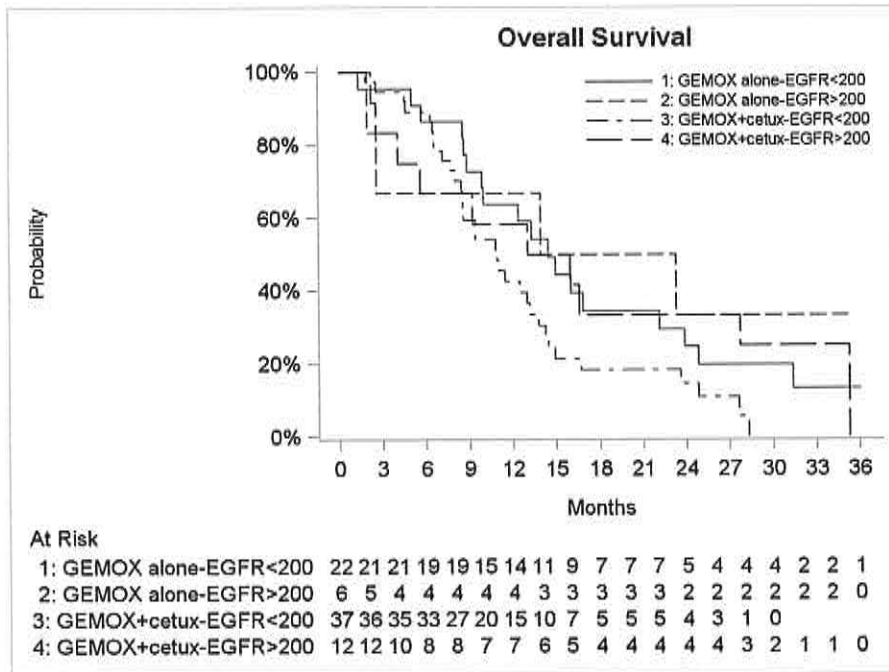 Overall Survival
100%
80%
60%
40%
20%
0%
Probability
1: GEMOX alone-EGFR<200
2: GEMOX alone-EGFR>200
3: GEMOX+cetux-EGFR<200
4: GEMOX+cetux-EGFR>200
0 3 6 9 12 15 18 21 24 27 30 33 36
Months
At Risk
1: GEMOX alone-EGFR<200 22 21 21 19 19 15 14 11 9 7 7 7 5 4 4 4 2 2 1
2: GEMOX alone-EGFR>200 6 5 4 4 4 4 4 3 3 3 3 3 2 2 2 2 2 2 0
3: GEMOX+cetux-EGFR<200 37 36 35 33 27 20 15 10 7 5 5 5 4 3 1 0
4: GEMOX+cetux-EGFR>200 12 12 10 8 8 7 7 6 5 4 4 4 4 4 3 2 1 1 0